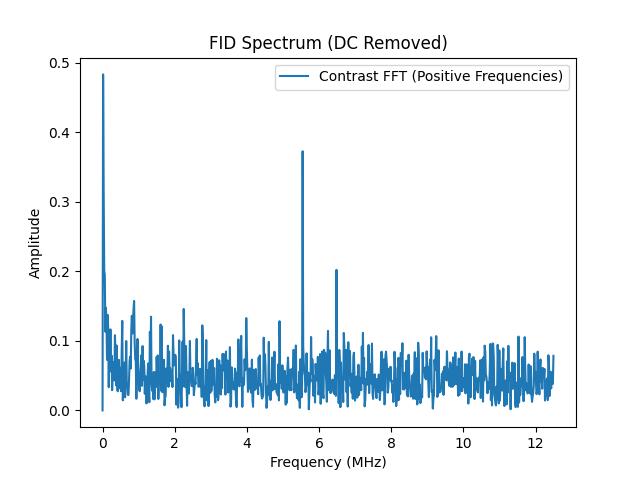 FID Spectrum (DC Removed)
Contrast FFT (Positive Frequencies)
0.5
0.4
0.3
0.2
0.1
0.0
Amplitude
0 2 4 6 8 10 12
Frequency (MHz)